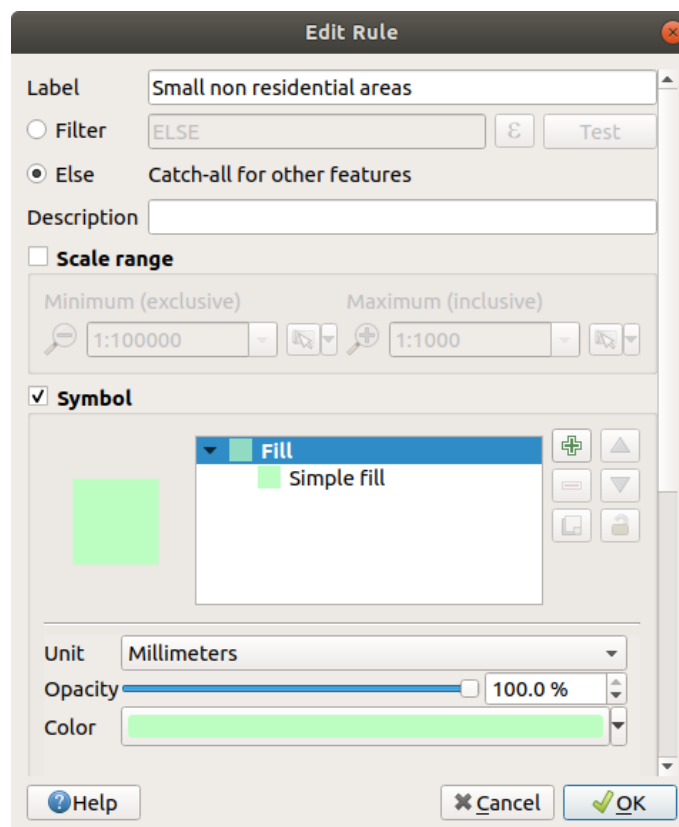 Edit Rule
Label Small non residential areas
Filter ELSE ε Test
Else Catch-all for other features
Description
Scale range
Minimum (exclusive) Maximum (inclusive)
1:100000 1:1000
Symbol
Fill
Simple fill
Unit Millimeters
Opacity 100.0 %
Color
Help Cancel OK